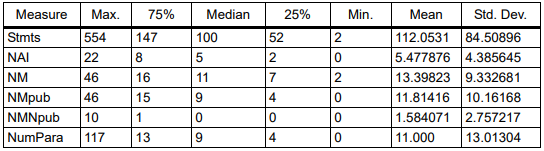 Measure Max. 75% Median 25% Min. Mean Std. Dev.
Stmts 554 147 100 52 2 112.0531 84.50896
NAI 22 8 5 2 0 5.477876 4.385645
NM 46 16 11 7 2 13.39823 9.332681
NMpub 46 15 9 4 0 11.81416 10.16168
NMNpub 10 1 0 0 0 1.584071 2.757217
NumPara 117 13 9 4 0 11.000 13.01304